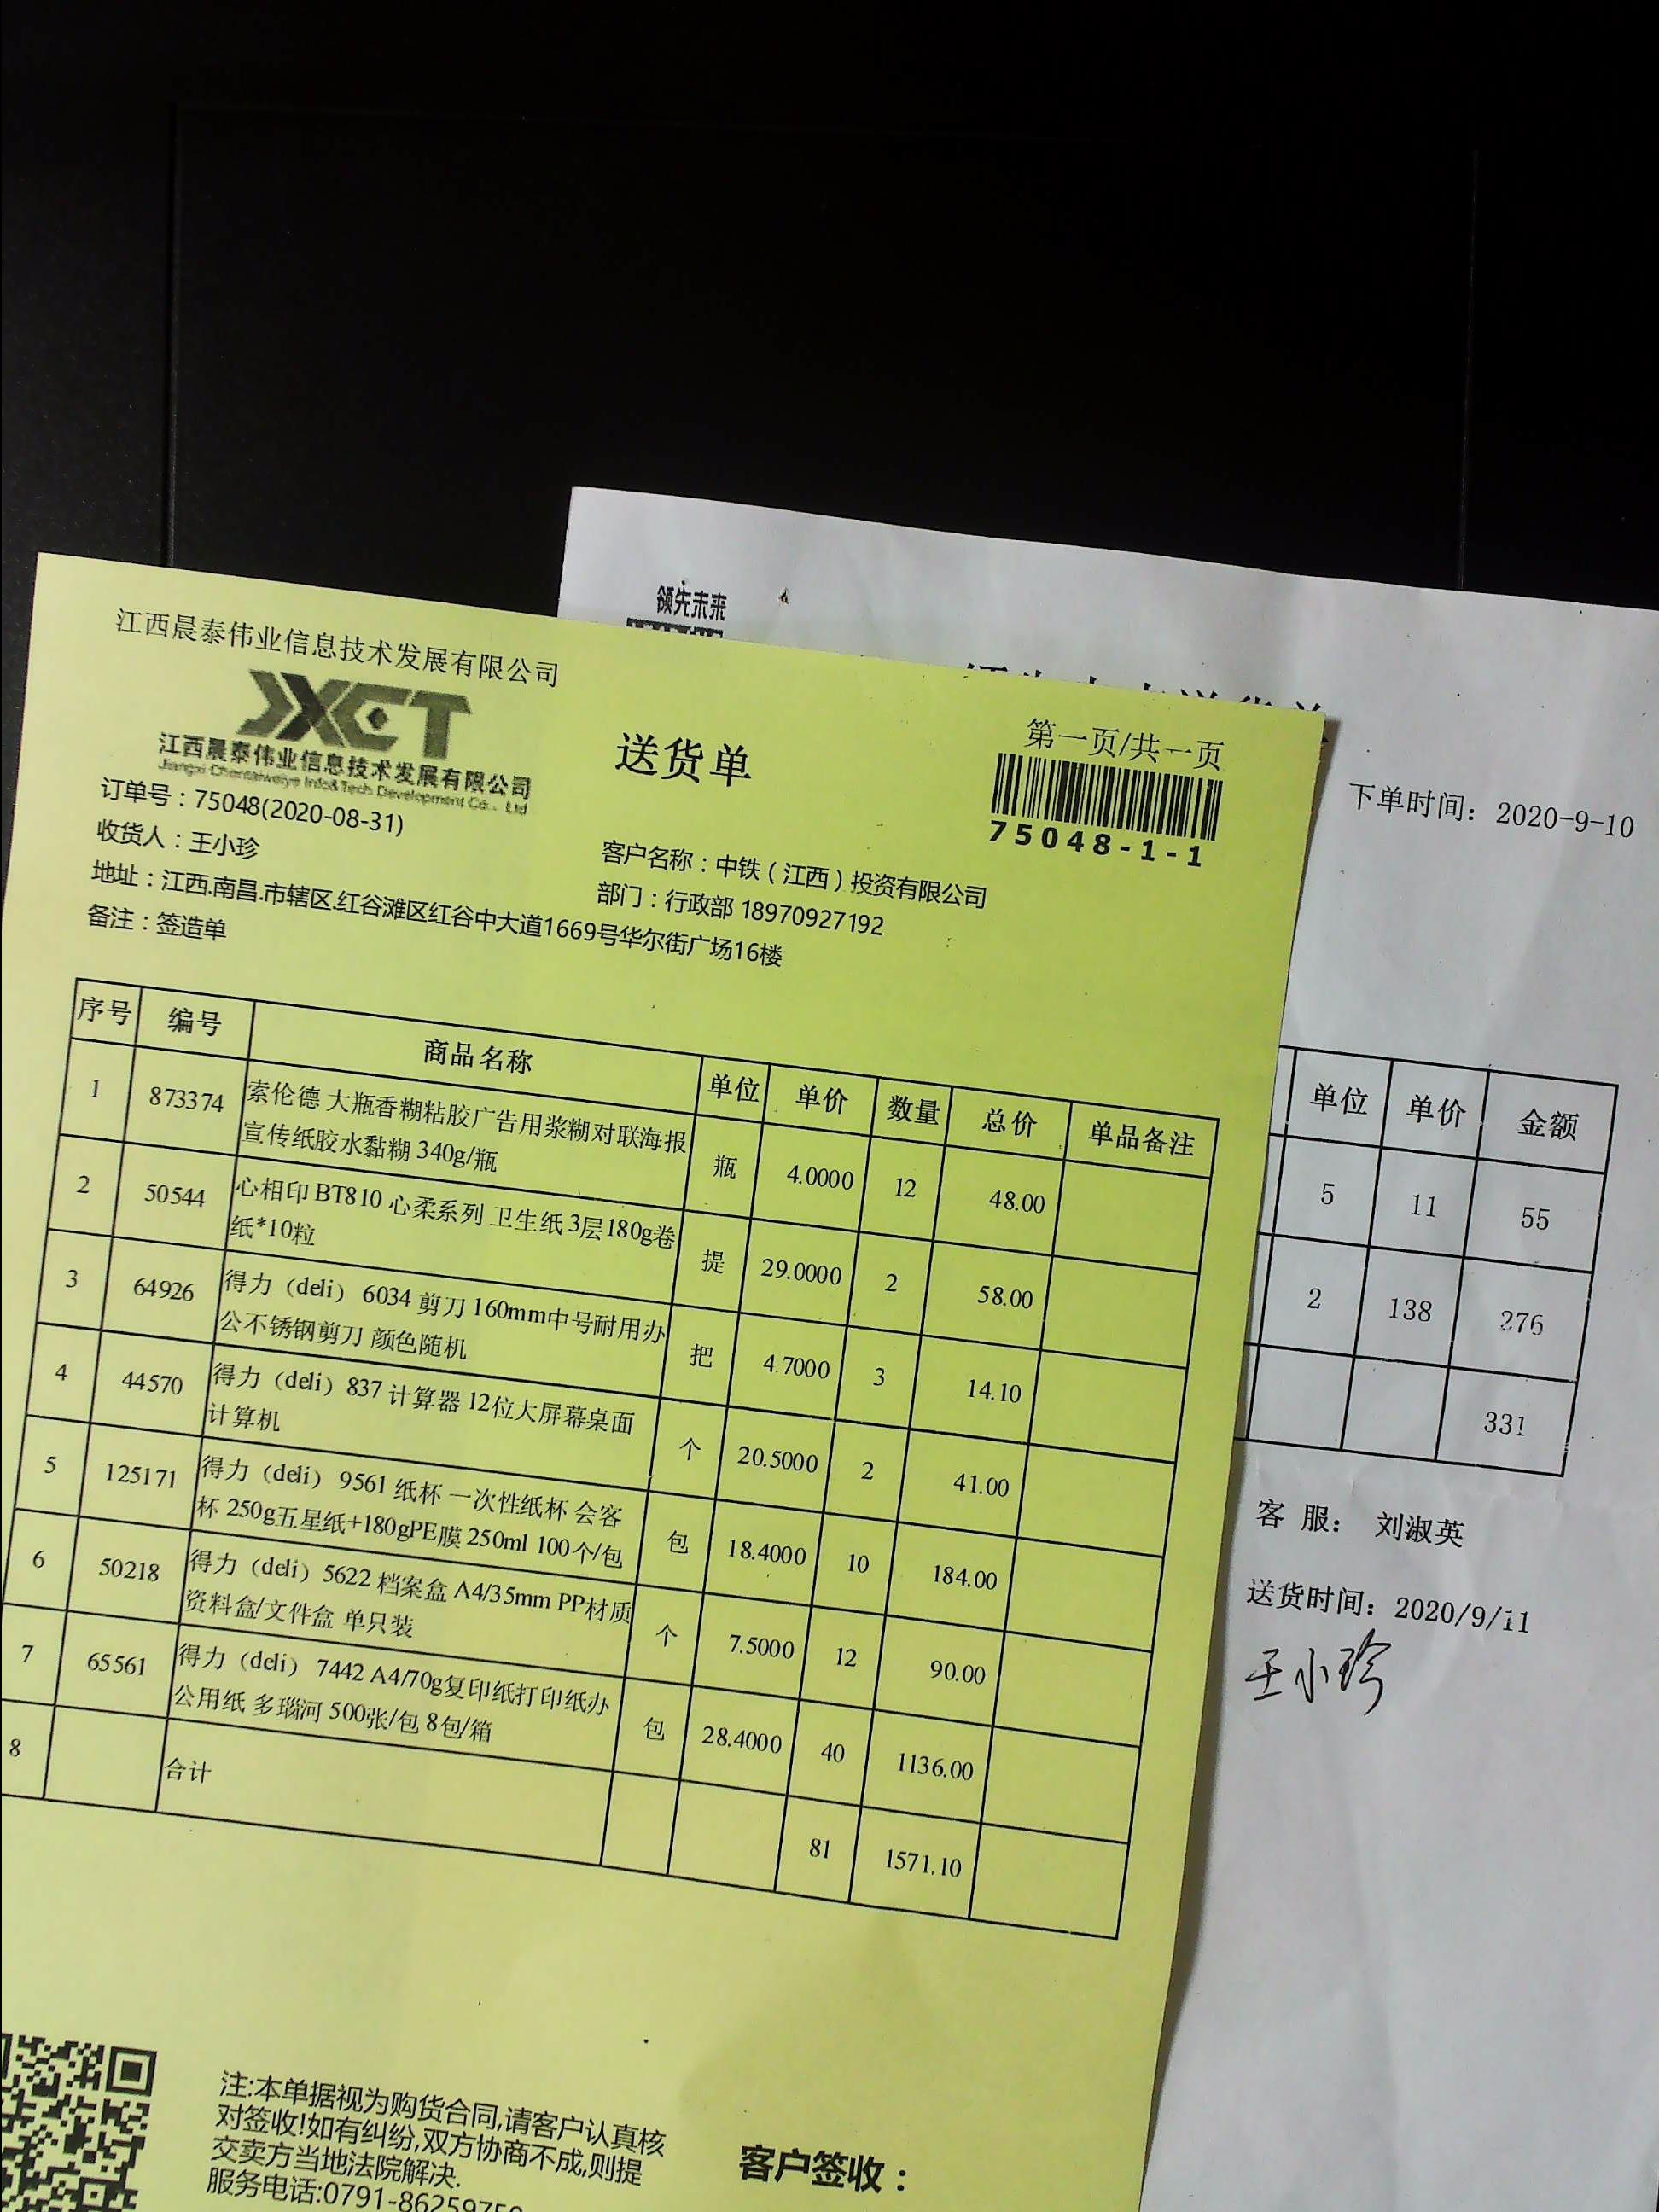 江西晨泰伟业信息技术发展有限公司
JXCT
江西晨泰伟业信息技术发展有限公司
Jiangxi Chentaiweiye Info&Tech Development Co., Ltd
送货单
第一页/共一页
75048-1-1
订单号：75048(2020-08-31)
收货人：王小珍
客户名称：中铁（江西）投资有限公司
地址：江西.南昌.市辖区.红谷滩区红谷中大道1669号华尔街广场16楼
部门：行政部 18970927192
备注：签造单
序号 编号 商品名称 单位 单价 数量 总价 单品备注
1 873374 索伦德 大瓶香糊粘胶广告用浆糊对联海报
宣传纸胶水黏糊 340g/瓶 瓶 4.0000 12 48.00
2 50544 心相印 BT810 心柔系列 卫生纸 3层180g卷
纸*10粒 提 29.0000 2 58.00
3 64926 得力（deli） 6034 剪刀 160mm中号耐用办
公不锈钢剪刀 颜色随机 把 4.7000 3 14.10
4 44570 得力（deli）837 计算器 12位大屏幕桌面
计算机 个 20.5000 2 41.00
5 125171 得力（deli） 9561 纸杯 一次性纸杯 会客
杯 250g五星纸+180gPE膜 250ml 100个/包 包 18.4000 10 184.00
6 50218 得力（deli）5622 档案盒 A4/35mm PP材质
资料盒/文件盒 单只装 个 7.5000 12 90.00
7 65561 得力（deli） 7442 A4/70g复印纸打印纸办
公用纸 多瑙河 500张/包 8包/箱 包 28.4000 40 1136.00
8 合计 81 1571.10
注:本单据视为购货合同,请客户认真核
对签收!如有纠纷,双方协商不成,则提
交卖方当地法院解决.
服务电话:0791-8625975
客户签收：
领先未来
下单时间：2020-9-10
单位 单价 金额
5 11 55
2 138 276
331
客 服： 刘淑英
送货时间：2020/9/11
王小珍